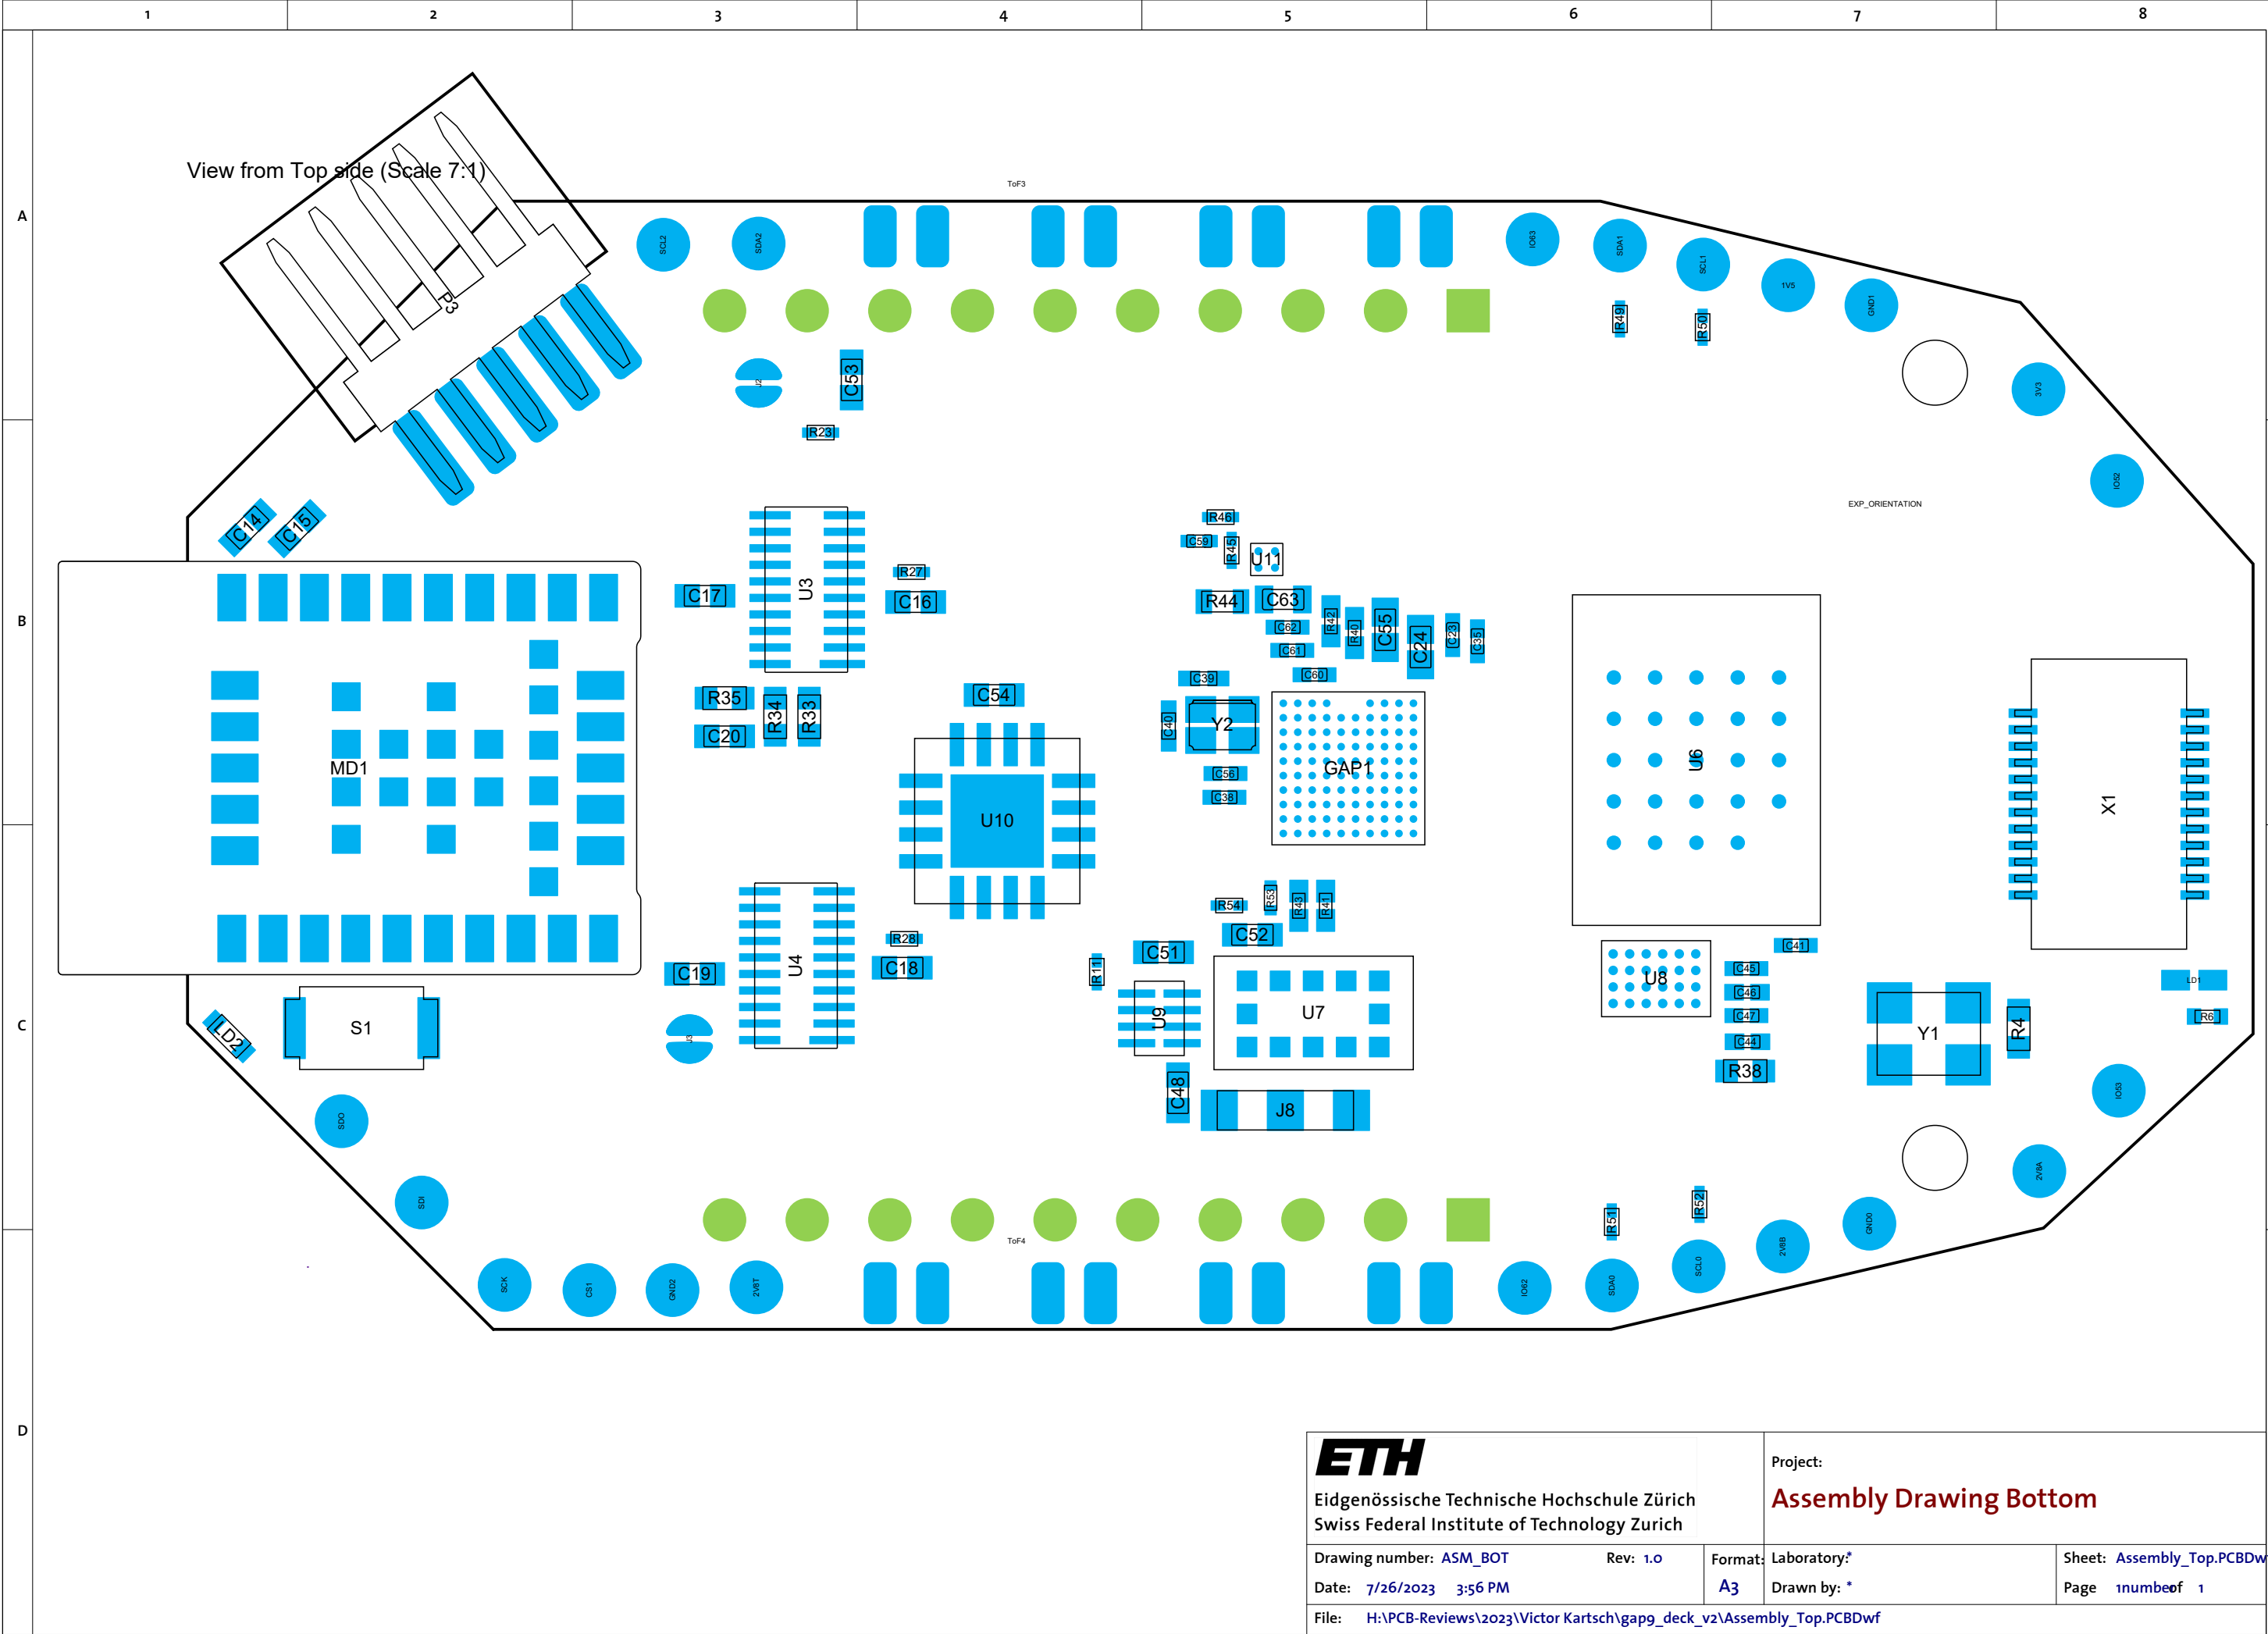 1 2 3 4 5 6 7 8
A
View from Top side (Scale 7:1)
ToF3
SCL2 SDA2 IO63 SDA1 SCL1 1V5 GND1
P3
R49 R50
J2 C53 3V3
R23
IO52
EXP_ORIENTATION
C14 C15
R46
C59 R45 U11
B
U3 R27
C17 C16 R44 C63
C62 R42 R40 C55 C24 C23 C35
C61
C60
C39
R35 R34 R33 C54
C20 C40 Y2
MD1 C56 GAP1 U6
C38
U10 X1
R53 R43 R41
R54
R28 C52
C51 C41
C19 U4 C18 R11 C45
U8 LD1
C46
C
LD2 S1 J3 U9 U7 C47 Y1 R4 R6
C44
R38
C48 J8 IO53
SDO
2V8A
SDI R51 R52 GND0
ToF4 2V8B
SCK CS1 GND2 2V8T IO62 SDA0 SCL0
D
ETH
Eidgenössische Technische Hochschule Zürich
Swiss Federal Institute of Technology Zurich
Project:
Assembly Drawing Bottom
Drawing number: ASM_BOT Rev: 1.0 Format: Laboratory:* Sheet: Assembly_Top.PCBDw
Date: 7/26/2023 3:56 PM A3 Drawn by: * Page 1number of 1
File: H:\PCB-Reviews\2023\Victor Kartsch\gap9_deck_v2\Assembly_Top.PCBDwf